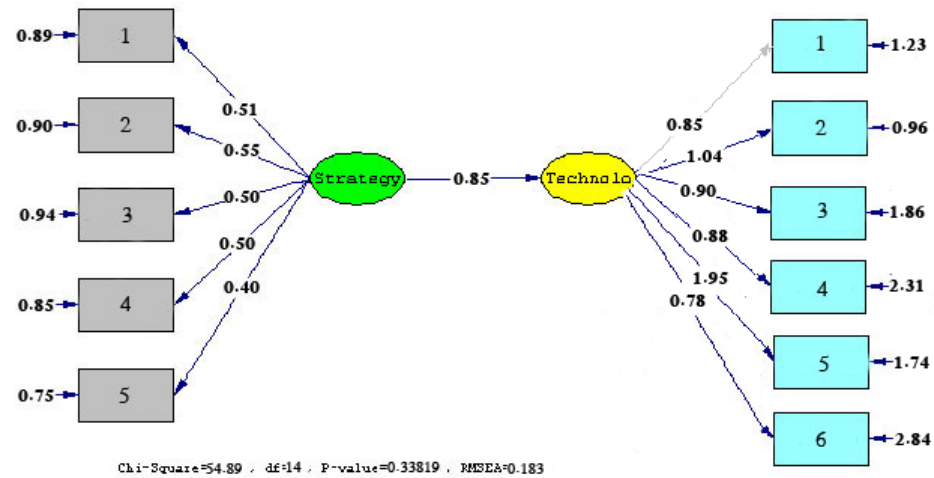 0.89 1 1 1.23
0.51 0.85
0.90 2 0.55 1.04 2 0.96
Strategy 0.85 Technolo
0.94 3 0.50 0.90 3 1.86
0.50 0.88
0.85 4 0.40 1.95 4 2.31
0.78
0.75 5 5 1.74
6 2.84
Chi-Square=54.89 , df=14 , P-value=0.33819 , RMSEA=0.183